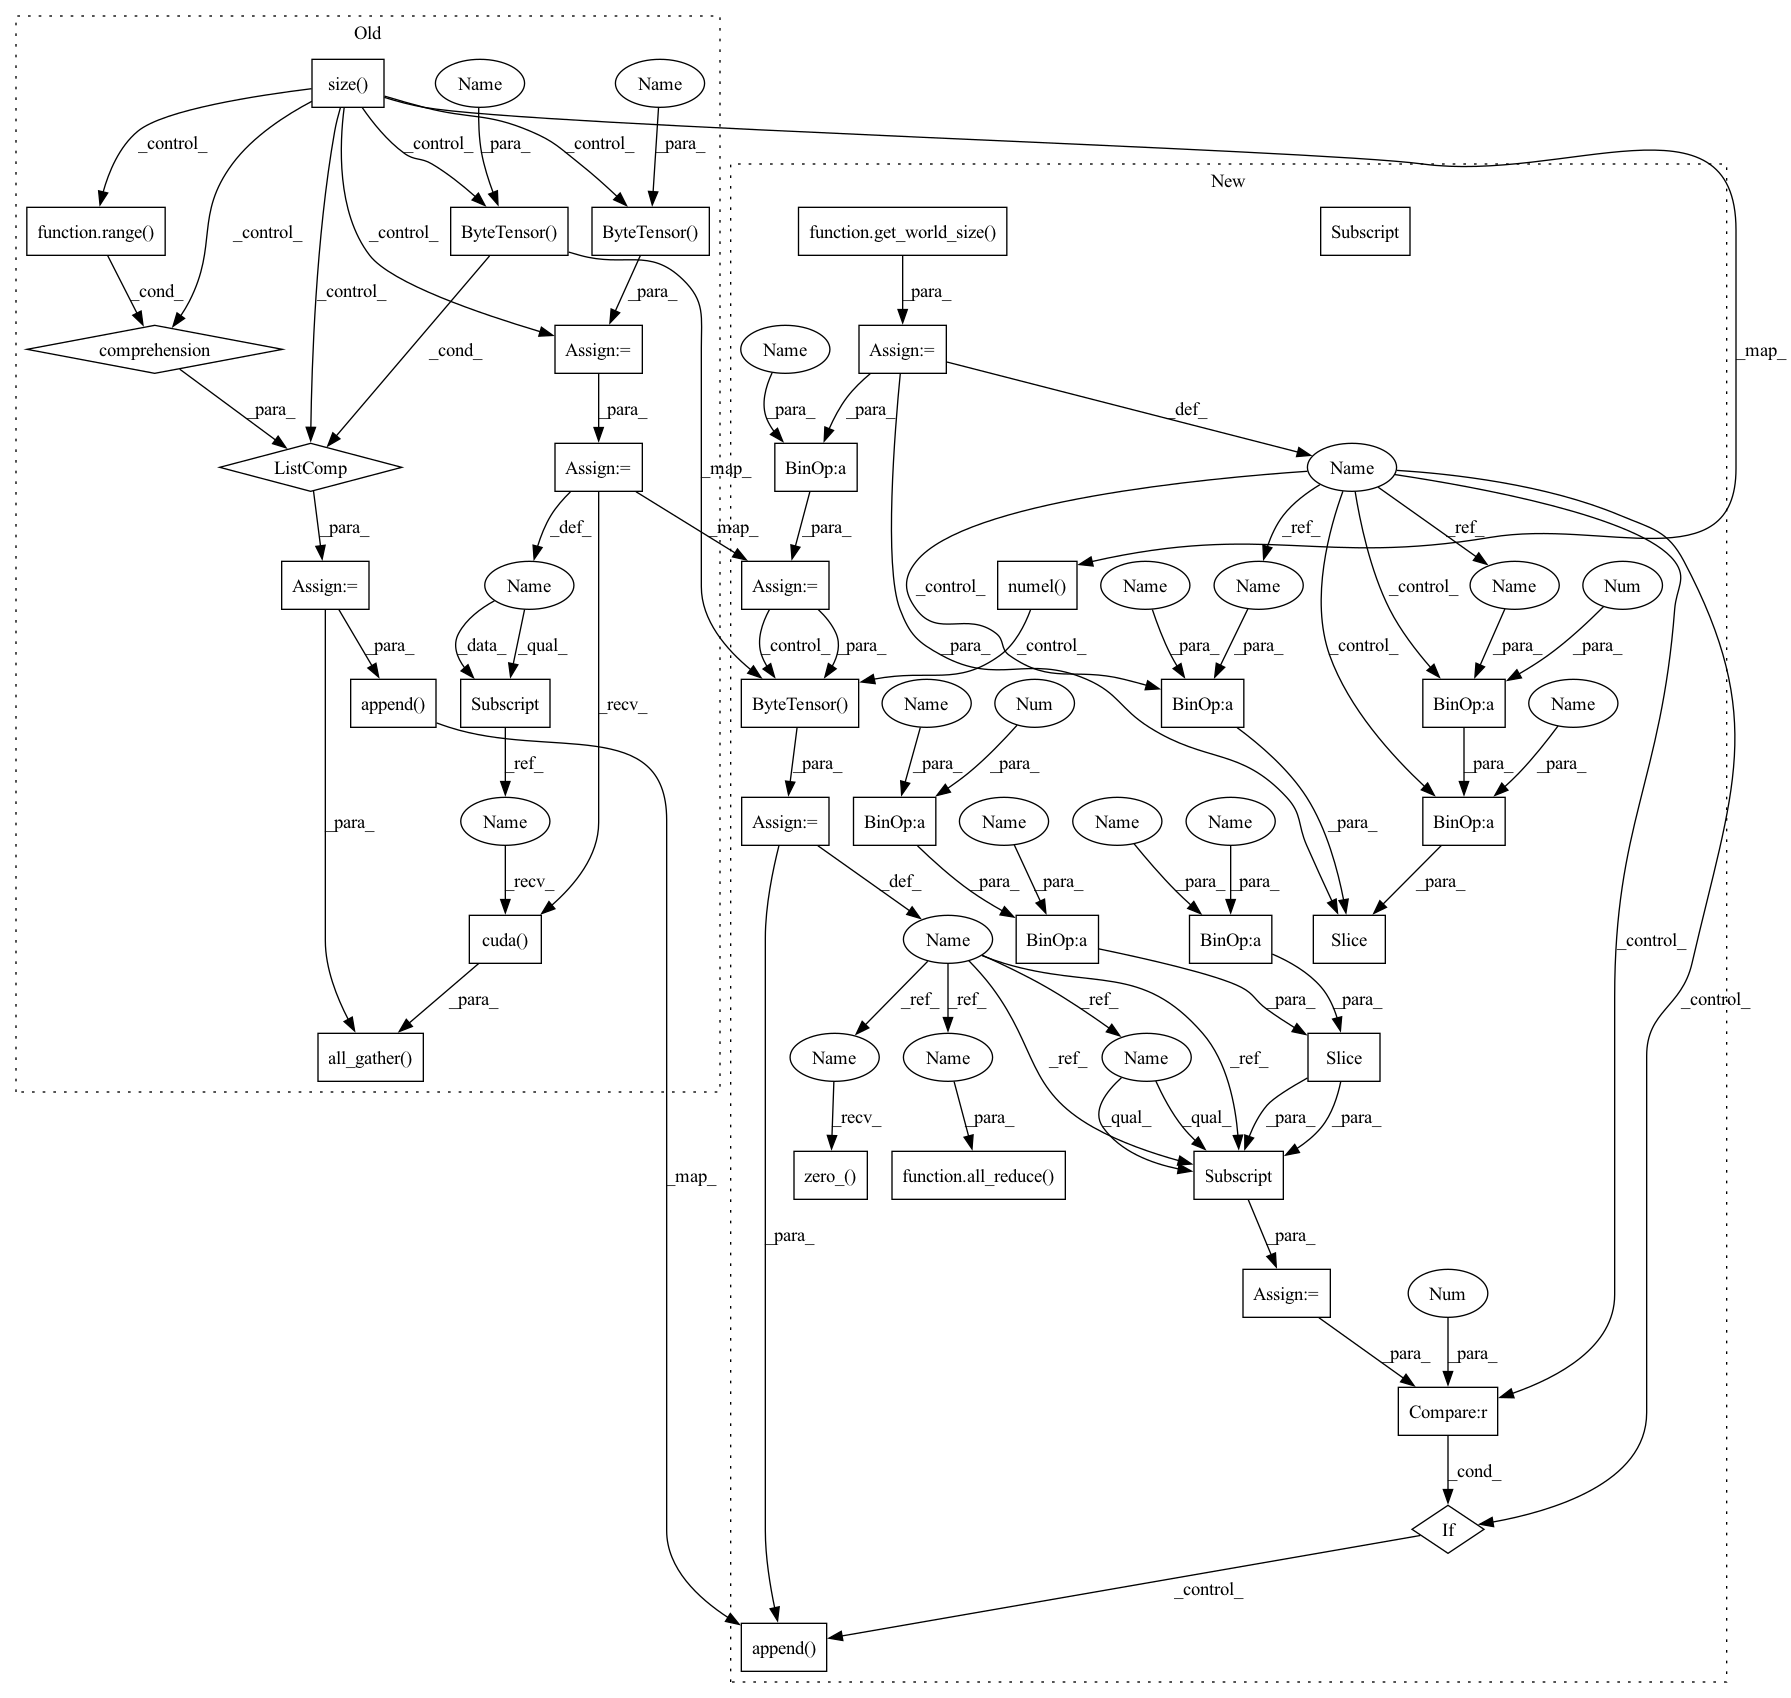 Old
size()
Name
Name
_control_
_control_
_para_
_control_
_para_
New
function.range()
ByteTensor()
ByteTensor()
function.get_world_size()
Subscript
_control_
_control_
_cond_
_control_
_para_
_para_
comprehension
Assign:=
Name
Assign:=
_map_
_cond_
_para_
_para_
_para_
_para_
_def_
ListComp
Assign:=
BinOp:a
Name
_map_
_para_
_def_
_map_
_para_
_ref_
_ref_
Assign:=
Name
Assign:=
numel()
Name
Name
Name
Num
_control_
_control_
_para_
_data_
_qual_
_control_
_para_
_para_
_control_
_para_
_para_
_control_
_para_
_para_
append()
Subscript
_recv_
ByteTensor()
Name
Num
BinOp:a
BinOp:a
Name
_ref_
_para_
_para_
_para_
_para_
_para_
Name
Assign:=
BinOp:a
Name
Name
Name
BinOp:a
_para_
_para_
_recv_
_def_
_para_
_para_
_para_
_para_
_para_
cuda()
Name
BinOp:a
BinOp:a
Slice
_control_
_para_
_ref_
_ref_
_ref_
_para_
_para_
_control_
all_gather()
Name
Name
Name
Slice
_ref_
_ref_
_recv_
_para_
_qual_
_qual_
_para_
_para_
_map_
zero_()
function.all_reduce()
Subscript
_para_
_para_
Assign:=
Num
_para_
_para_
Compare:r
_cond_
If
_control_
append()